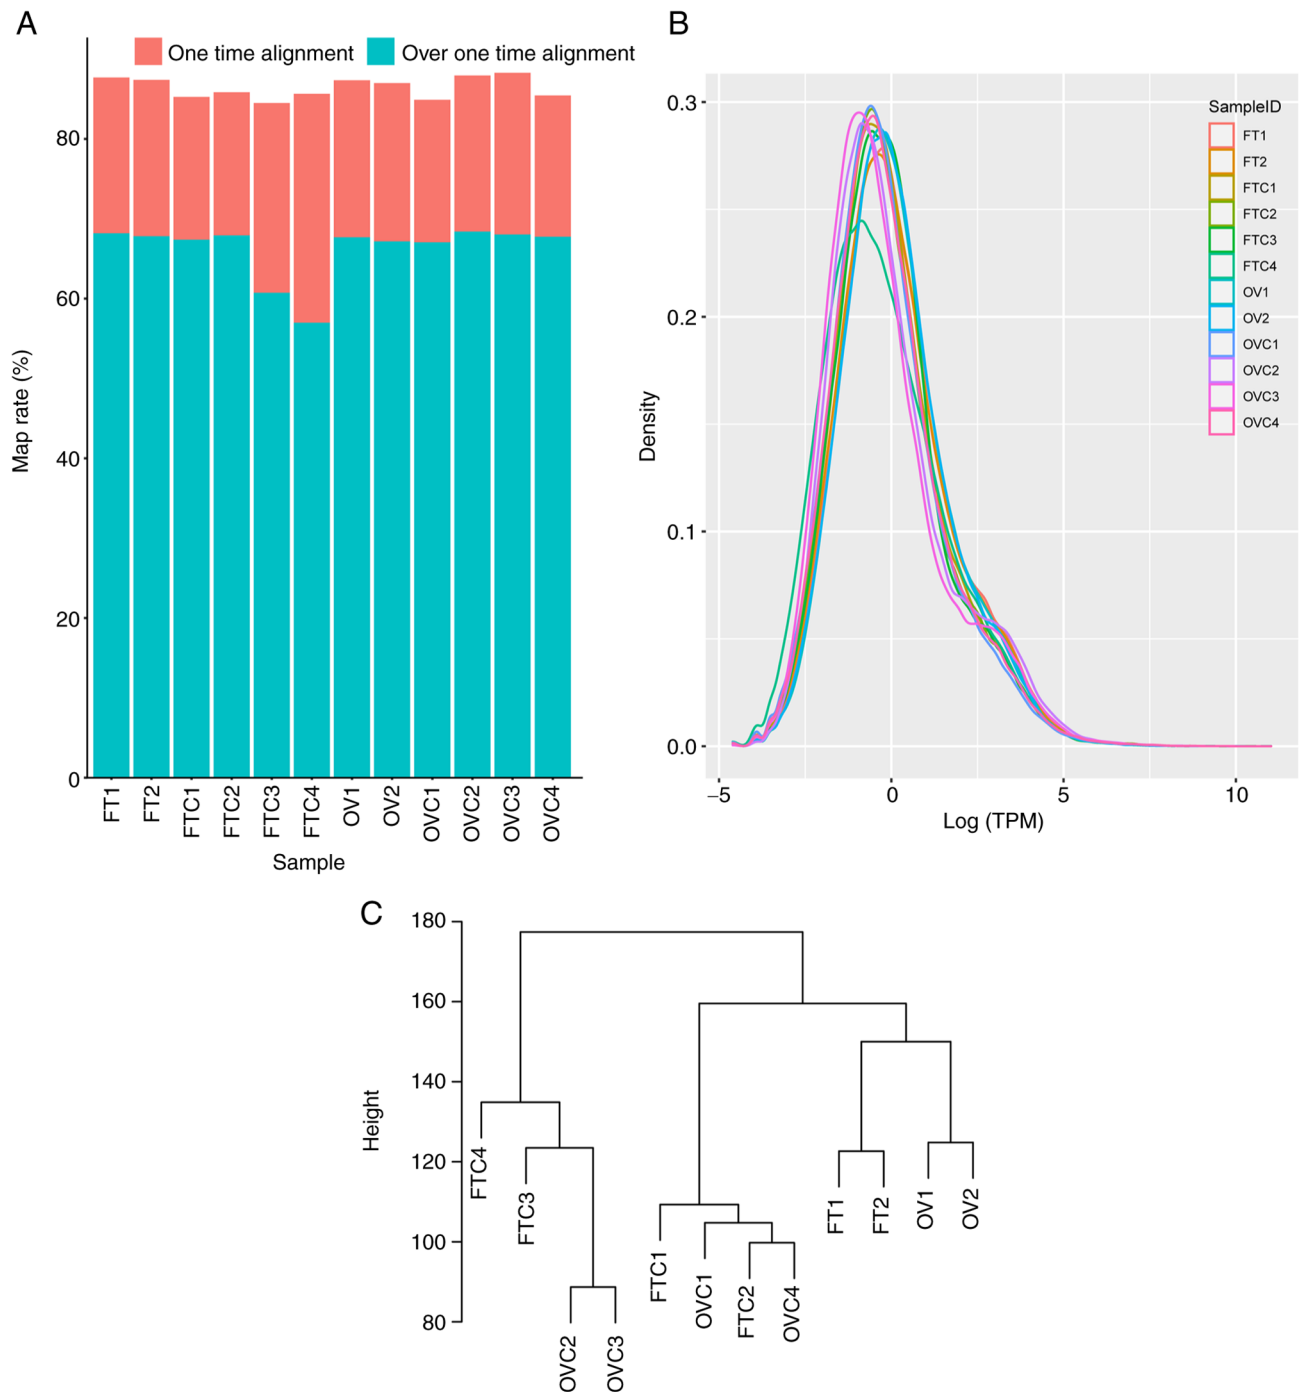 A
One time alignment
Over one time alignment
80
60
40
20
0
Map rate (%)
FT1
FT2
FTC1
FTC2
FTC3
FTC4
OV1
OV2
OVC1
OVC2
OVC3
OVC4
Sample
B
0.3
0.2
0.1
0.0
Density
−5
0
5
10
Log (TPM)
SampleID
FT1
FT2
FTC1
FTC2
FTC3
FTC4
OV1
OV2
OVC1
OVC2
OVC3
OVC4
C
180
160
140
120
100
80
Height
FTC4
FTC3
OVC2
OVC3
FTC1
OVC1
FTC2
OVC4
FT1
FT2
OV1
OV2